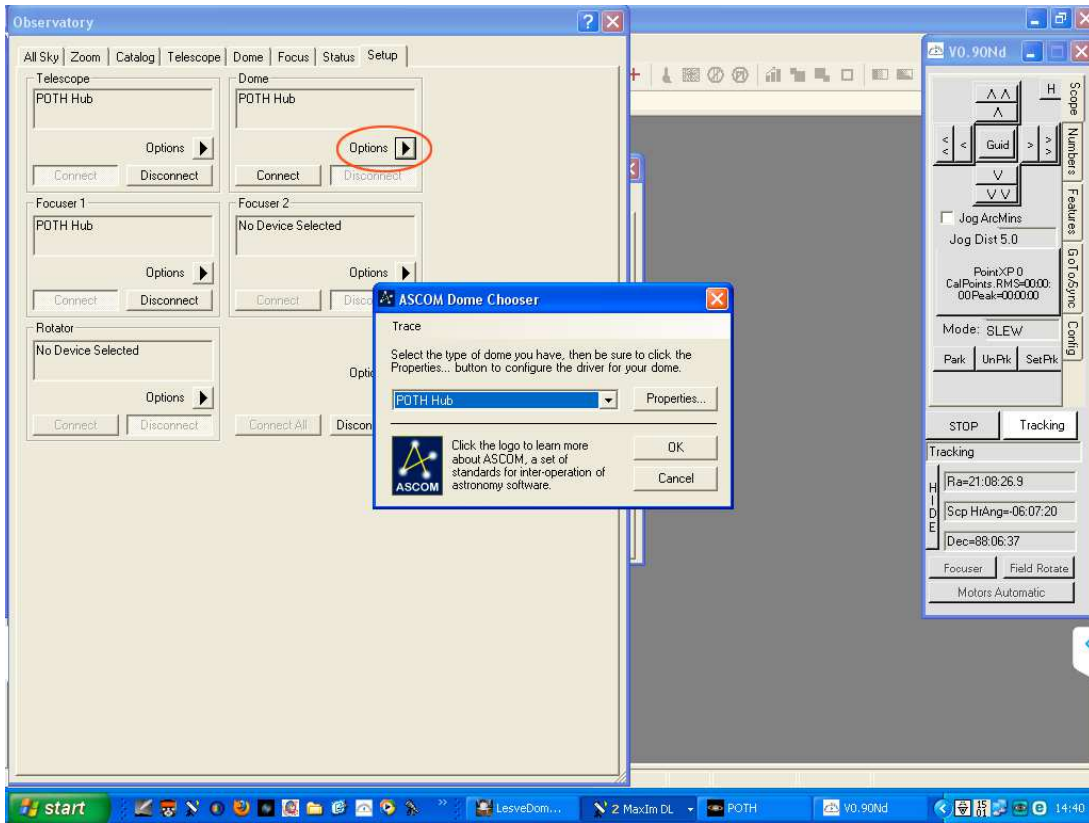 Observatory
All Sky Zoom Catalog Telescope Dome Focus Status Setup
Telescope
POTH Hub
Options
Connect Disconnect
Dome
POTH Hub
Options
Connect Disconnect
Focuser 1
POTH Hub
Options
Connect Disconnect
Focuser 2
No Device Selected
Options
Connect
Rotator
No Device Selected
Options
Connect Disconnect
Connect All
ASCOM Dome Chooser
Trace
Select the type of dome you have, then be sure to click the
Properties... button to configure the driver for your dome.
POTH Hub
Properties...
ASCOM
Click the logo to learn more
about ASCOM, a set of
standards for inter-operation of
astronomy software.
OK
Cancel
V0.90Nd
H
Guid
Scope
Numbers
Features
GoToSync
Config
Jog ArcMins
Jog Dist 5.0
PointXP 0
CalPoints.RMS=00:00:
00Peak=00:00:00
Mode: SLEW
Park UnPrk SetPrk
STOP Tracking
Tracking
HIDE
Ra=21:08:26.9
Scp HrAng=-06:07:20
Dec=88:06:37
Focuser Field Rotate
Motors Automatic
start
LesveDom...
2 MaxIm DL
POTH
V0.90Nd
14:40